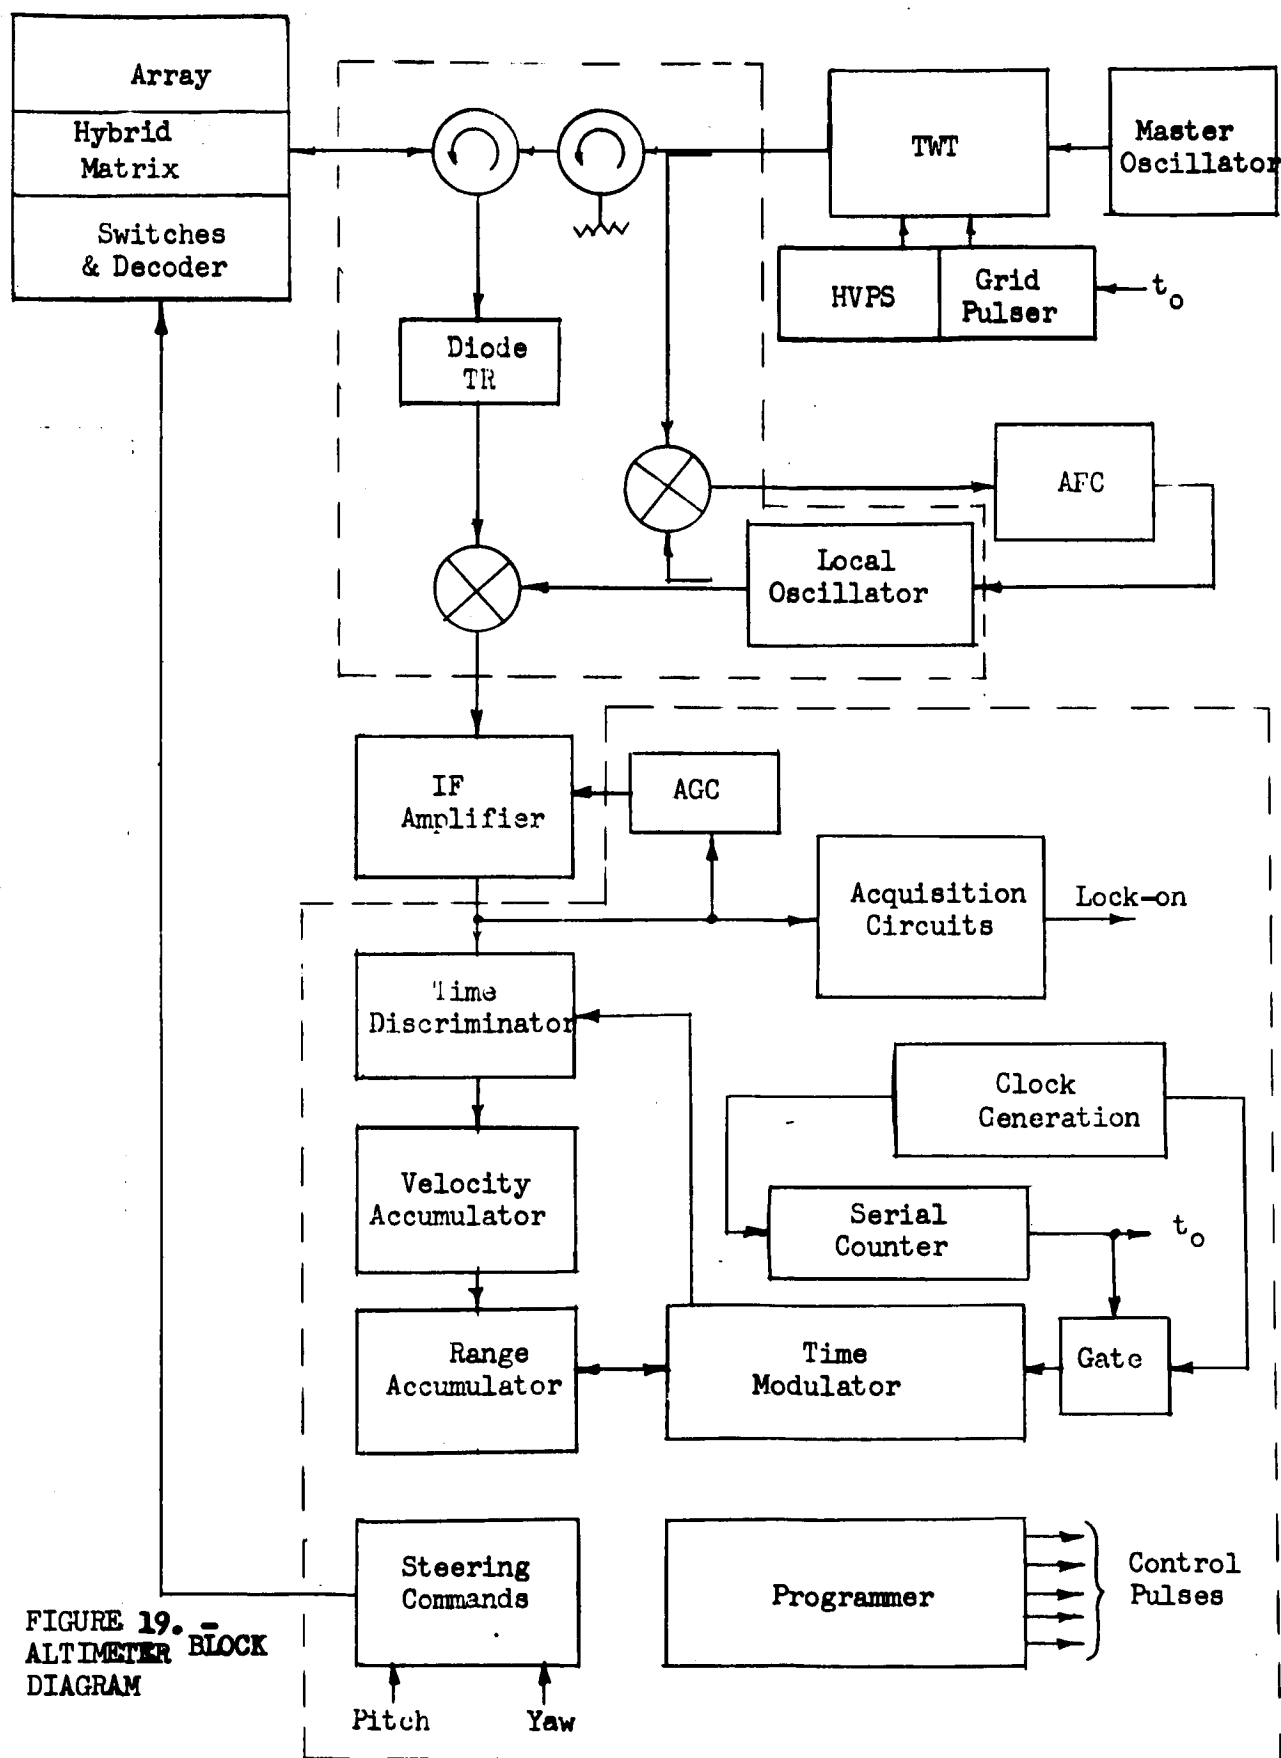 Array
Hybrid
Matrix
Switches
& Decoder
TWT
Master
Oscillator
HVPS
Grid
Pulser
to
Diode
TR
AFC
Local
Oscillator
IF
Amplifier
AGC
Acquisition
Circuits
Lock-on
Time
Discriminator
Clock
Generation
Velocity
Accumulator
Serial
Counter
to
Range
Accumulator
Time
Modulator
Gate
Steering
Commands
Programmer
Control
Pulses
Pitch
Yaw
FIGURE 19. -
ALTIMETER BLOCK
DIAGRAM